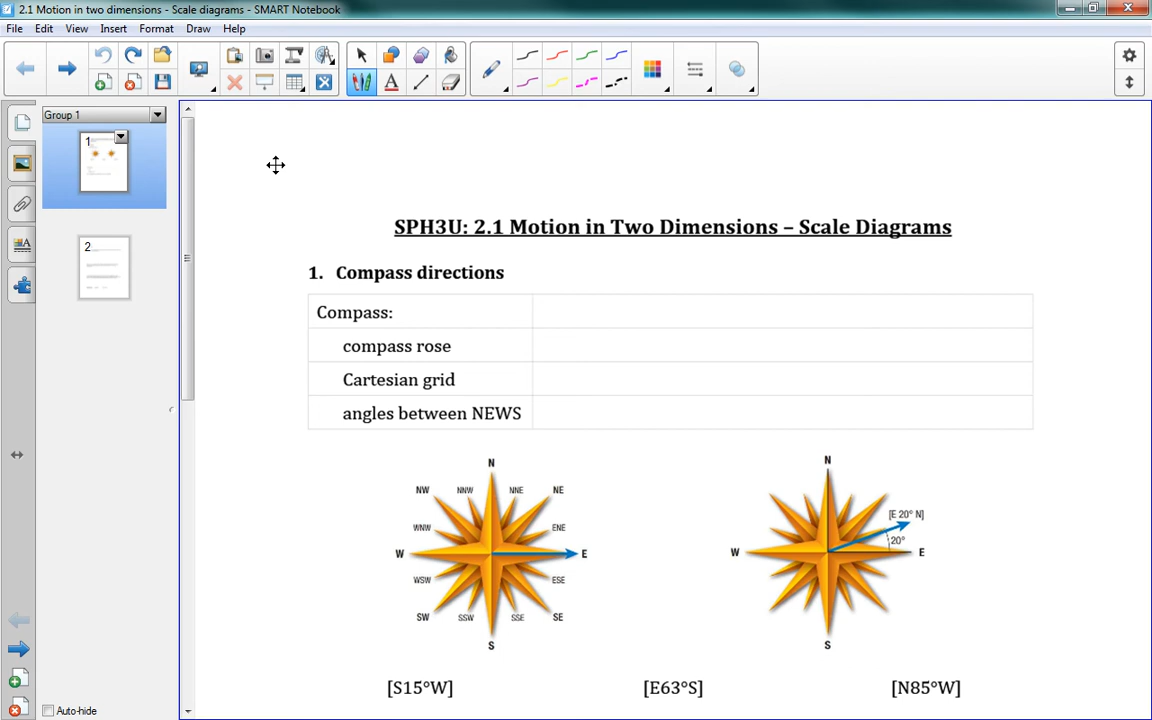 2.1 Motion in two dimensions - Scale diagrams - SMART Notebook
File Edit View Insert Format Draw Help
Group 1
1
2
SPH3U: 2.1 Motion in Two Dimensions – Scale Diagrams
1. Compass directions
Compass:
compass rose
Cartesian grid
angles between NEWS
N
NW NNW NNE NE
WNW ENE
W E
WSW ESE
SW SSW SSE SE
S
N
[E 20° N]
20°
W E
S
[S15°W] [E63°S] [N85°W]
Auto-hide